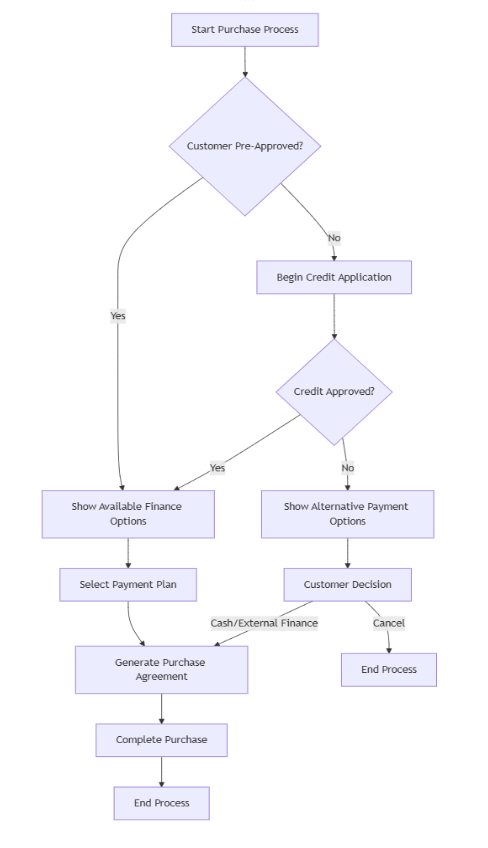 Start Purchase Process
Customer Pre-Approved?
No
Begin Credit Application
Yes
Credit Approved?
Yes
No
Show Available Finance
Options
Show Alternative Payment
Options
Select Payment Plan
Customer Decision
Cash/External Finance
Cancel
Generate Purchase
Agreement
End Process
Complete Purchase
End Process